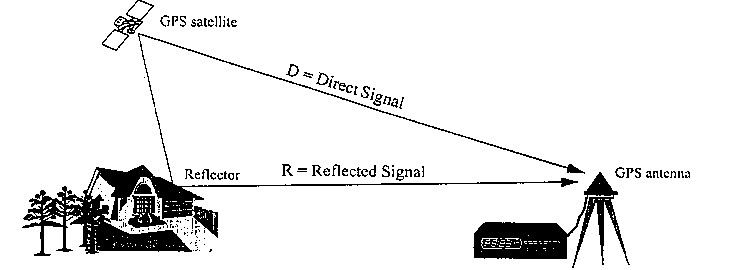 GPS satellite
D = Direct Signal
Reflector
R = Reflected Signal
GPS antenna